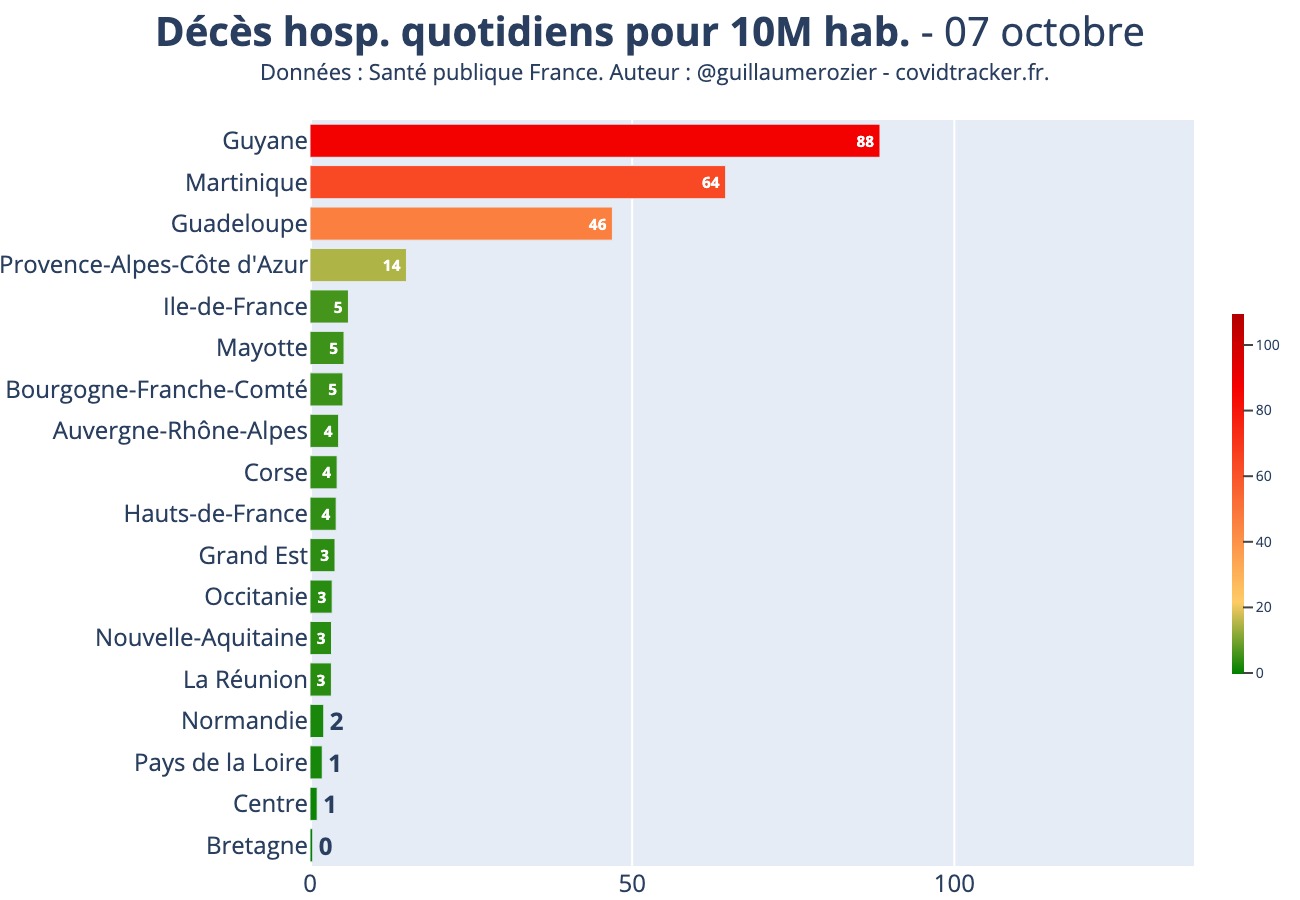 Décès hosp. quotidiens pour 10M hab. - 07 octobre
Données : Santé publique France. Auteur : @guillaumerozier - covidtracker.fr.
Guyane 88
Martinique 64
Guadeloupe 46
Provence-Alpes-Côte d'Azur 14
Ile-de-France 5
Mayotte 5
Bourgogne-Franche-Comté 5
Auvergne-Rhône-Alpes 4
Corse 4
Hauts-de-France 4
Grand Est 3
Occitanie 3
Nouvelle-Aquitaine 3
La Réunion 3
Normandie 2
Pays de la Loire 1
Centre 1
Bretagne 0
0 50 100
100
80
60
40
20
0